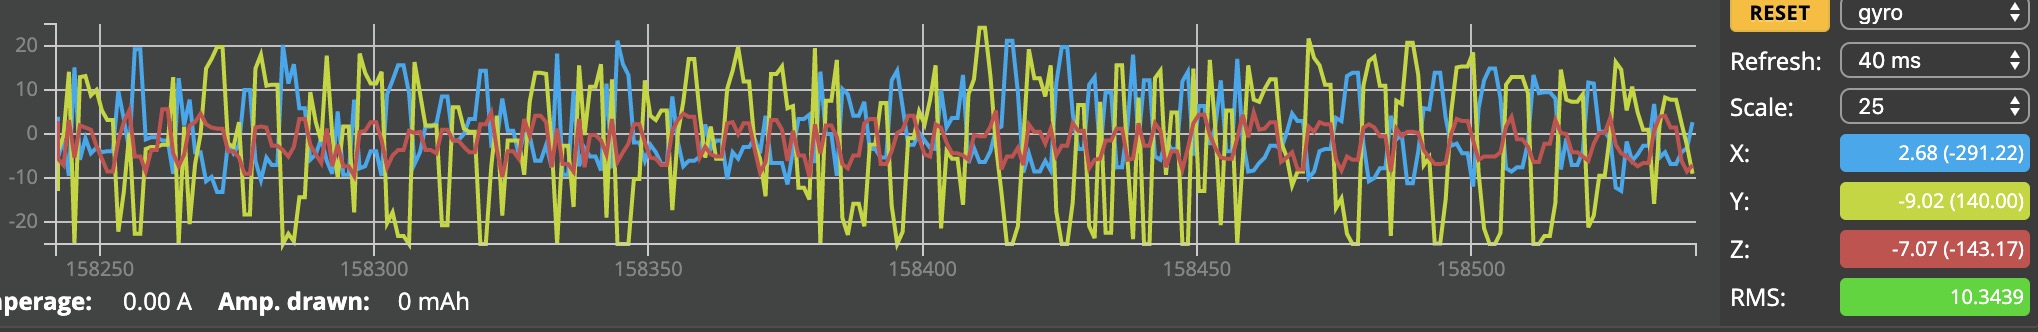 RESET
gyro
Refresh: 40 ms
Scale: 25
X: 2.68 (-291.22)
Y: -9.02 (140.00)
Z: -7.07 (-143.17)
RMS: 10.3439
20
10
0
-10
-20
158250 158300 158350 158400 158450 158500
perage: 0.00 A Amp. drawn: 0 mAh